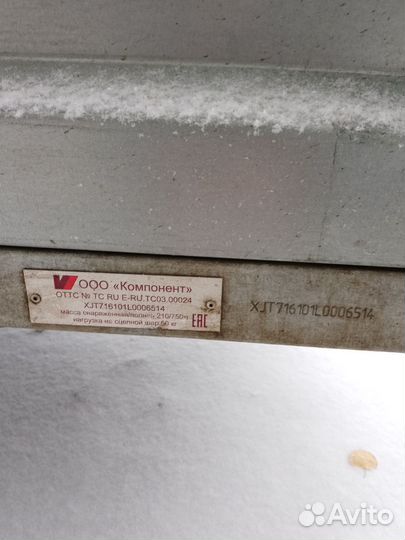 ООО «Компонент»
ОТТС № ТС RU E-RU.ТС03.00024
XJT716101L0006514
масса снаряженная/полная, 210/750кг
нагрузка на сцепной шар 50 кг
EAC
XJT716101L0006514
Avito